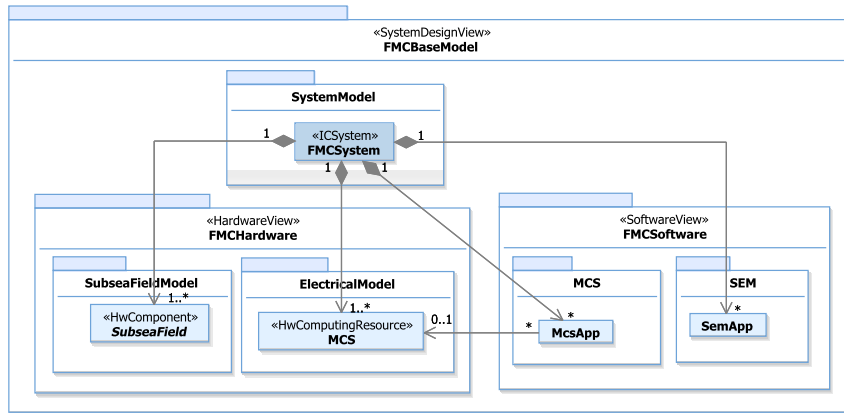 «SystemDesignView»
FMCBaseModel
SystemModel
«ICSystem»
FMCSystem
1
1
1
1
«HardwareView»
FMCHardware
«SoftwareView»
FMCSoftware
SubseaFieldModel
ElectricalModel
MCS
SEM
1..*
1..*
*
*
«HwComponent»
SubseaField
«HwComputingResource»
MCS
0..1
*
McsApp
SemApp